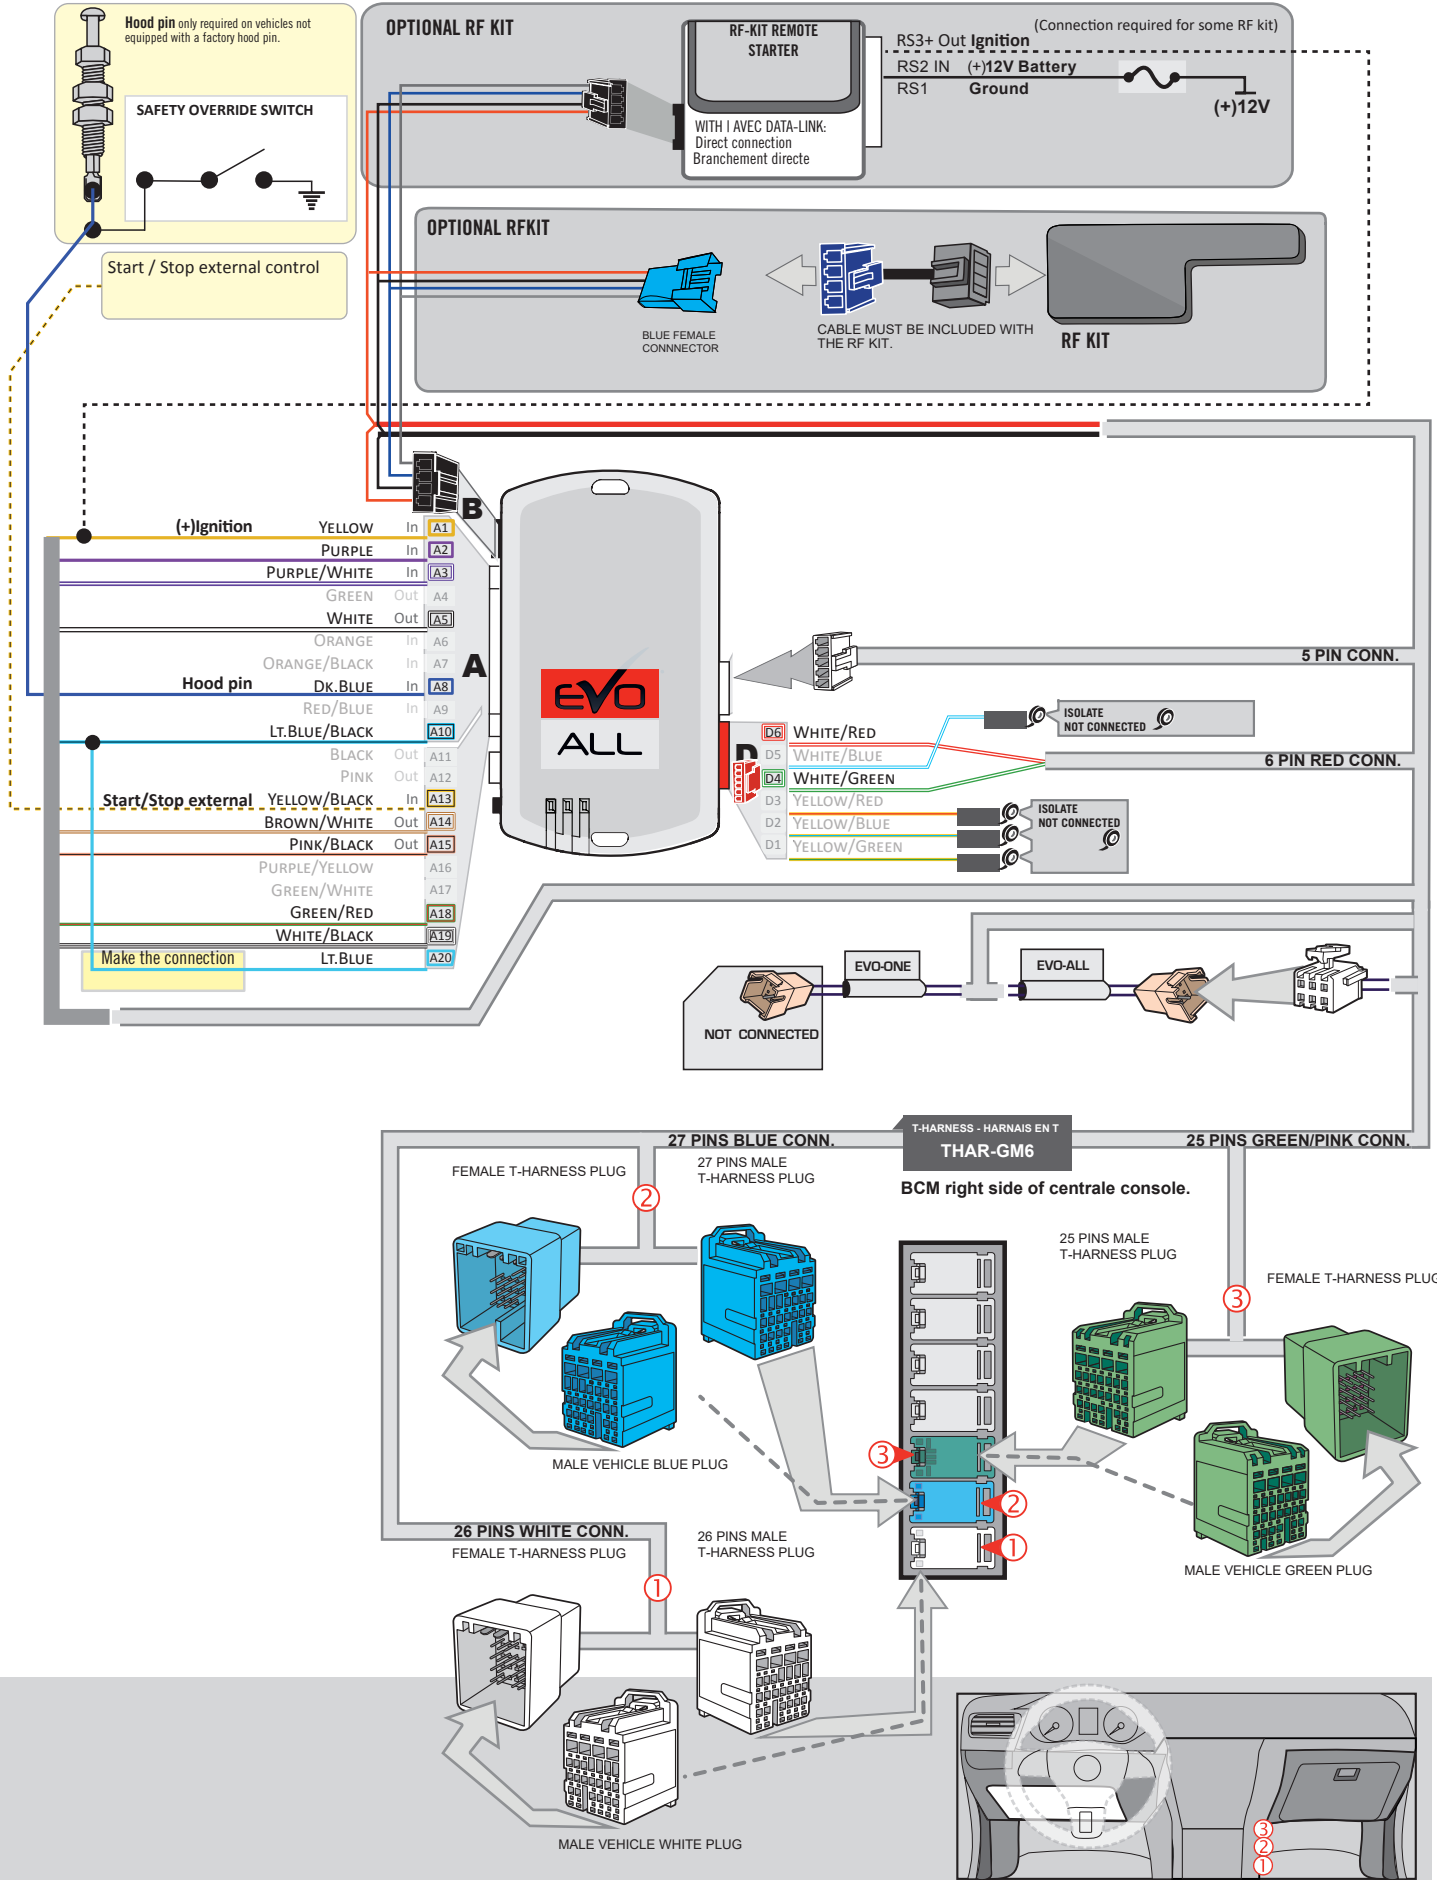 Hood pin only required on vehicles not
equipped with a factory hood pin.
SAFETY OVERRIDE SWITCH
Start / Stop external control
OPTIONAL RF KIT
RF-KIT REMOTE
STARTER
WITH | AVEC DATA-LINK:
Direct connection
Branchement directe
(Connection required for some RF kit)
RS3+ Out Ignition
RS2 IN (+)12V Battery
RS1 Ground
(+)12V
OPTIONAL RFKIT
BLUE FEMALE
CONNNECTOR
CABLE MUST BE INCLUDED WITH
THE RF KIT.
RF KIT
B
A
(+)Ignition YELLOW In A1
PURPLE In A2
PURPLE/WHITE In A3
GREEN Out A4
WHITE Out A5
ORANGE In A6
ORANGE/BLACK In A7
Hood pin DK.BLUE In A8
RED/BLUE In A9
LT.BLUE/BLACK A10
BLACK Out A11
PINK Out A12
Start/Stop external YELLOW/BLACK In A13
BROWN/WHITE Out A14
PINK/BLACK Out A15
PURPLE/YELLOW A16
GREEN/WHITE A17
GREEN/RED A18
WHITE/BLACK A19
Make the connection LT.BLUE A20
EVO
ALL
D
D6 WHITE/RED
D5 WHITE/BLUE
D4 WHITE/GREEN
D3 YELLOW/RED
D2 YELLOW/BLUE
D1 YELLOW/GREEN
5 PIN CONN.
ISOLATE
NOT CONNECTED
6 PIN RED CONN.
ISOLATE
NOT CONNECTED
EVO-ONE
EVO-ALL
NOT CONNECTED
T-HARNESS - HARNAIS EN T
THAR-GM6
27 PINS BLUE CONN.
25 PINS GREEN/PINK CONN.
BCM right side of centrale console.
FEMALE T-HARNESS PLUG
27 PINS MALE
T-HARNESS PLUG
2
MALE VEHICLE BLUE PLUG
25 PINS MALE
T-HARNESS PLUG
FEMALE T-HARNESS PLUG
3
MALE VEHICLE GREEN PLUG
3
2
1
26 PINS WHITE CONN.
FEMALE T-HARNESS PLUG
26 PINS MALE
T-HARNESS PLUG
1
MALE VEHICLE WHITE PLUG
3
2
1